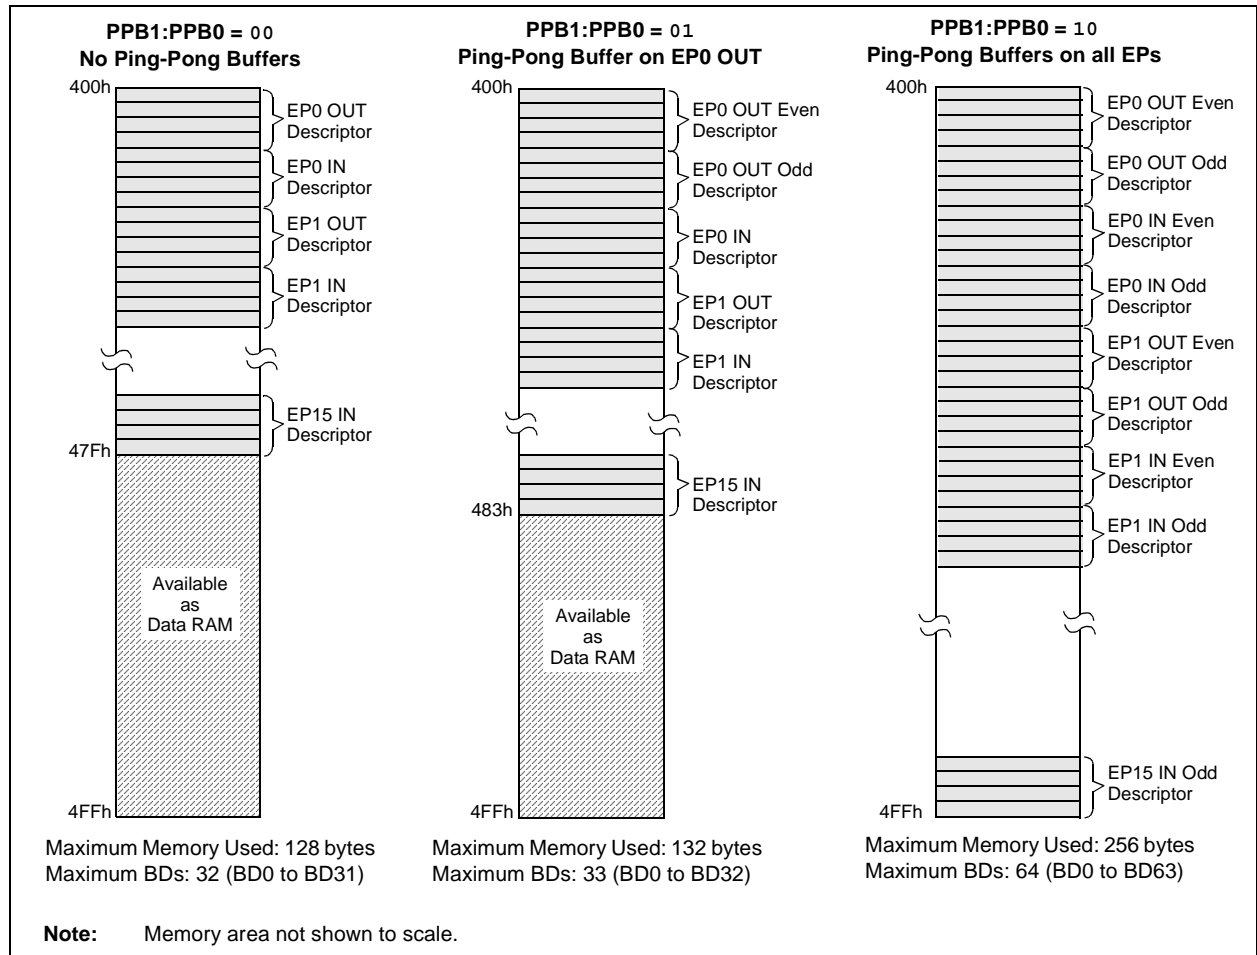 PPB1:PPB0 = 00
No Ping-Pong Buffers
400h
EP0 OUT
Descriptor
EP0 IN
Descriptor
EP1 OUT
Descriptor
EP1 IN
Descriptor
EP15 IN
Descriptor
47Fh
Available
as
Data RAM
4FFh
Maximum Memory Used: 128 bytes
Maximum BDs: 32 (BD0 to BD31)
PPB1:PPB0 = 01
Ping-Pong Buffer on EP0 OUT
400h
EP0 OUT Even
Descriptor
EP0 OUT Odd
Descriptor
EP0 IN
Descriptor
EP1 OUT
Descriptor
EP1 IN
Descriptor
EP15 IN
Descriptor
483h
Available
as
Data RAM
4FFh
Maximum Memory Used: 132 bytes
Maximum BDs: 33 (BD0 to BD32)
PPB1:PPB0 = 10
Ping-Pong Buffers on all EPs
400h
EP0 OUT Even
Descriptor
EP0 OUT Odd
Descriptor
EP0 IN Even
Descriptor
EP0 IN Odd
Descriptor
EP1 OUT Even
Descriptor
EP1 OUT Odd
Descriptor
EP1 IN Even
Descriptor
EP1 IN Odd
Descriptor
EP15 IN Odd
Descriptor
4FFh
Maximum Memory Used: 256 bytes
Maximum BDs: 64 (BD0 to BD63)
Note: Memory area not shown to scale.